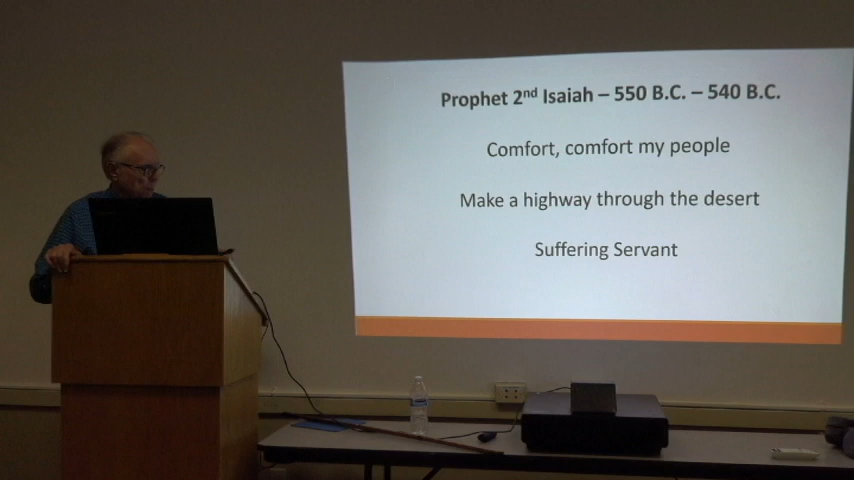 Prophet 2nd Isaiah – 550 B.C. – 540 B.C.
Comfort, comfort my people
Make a highway through the desert
Suffering Servant